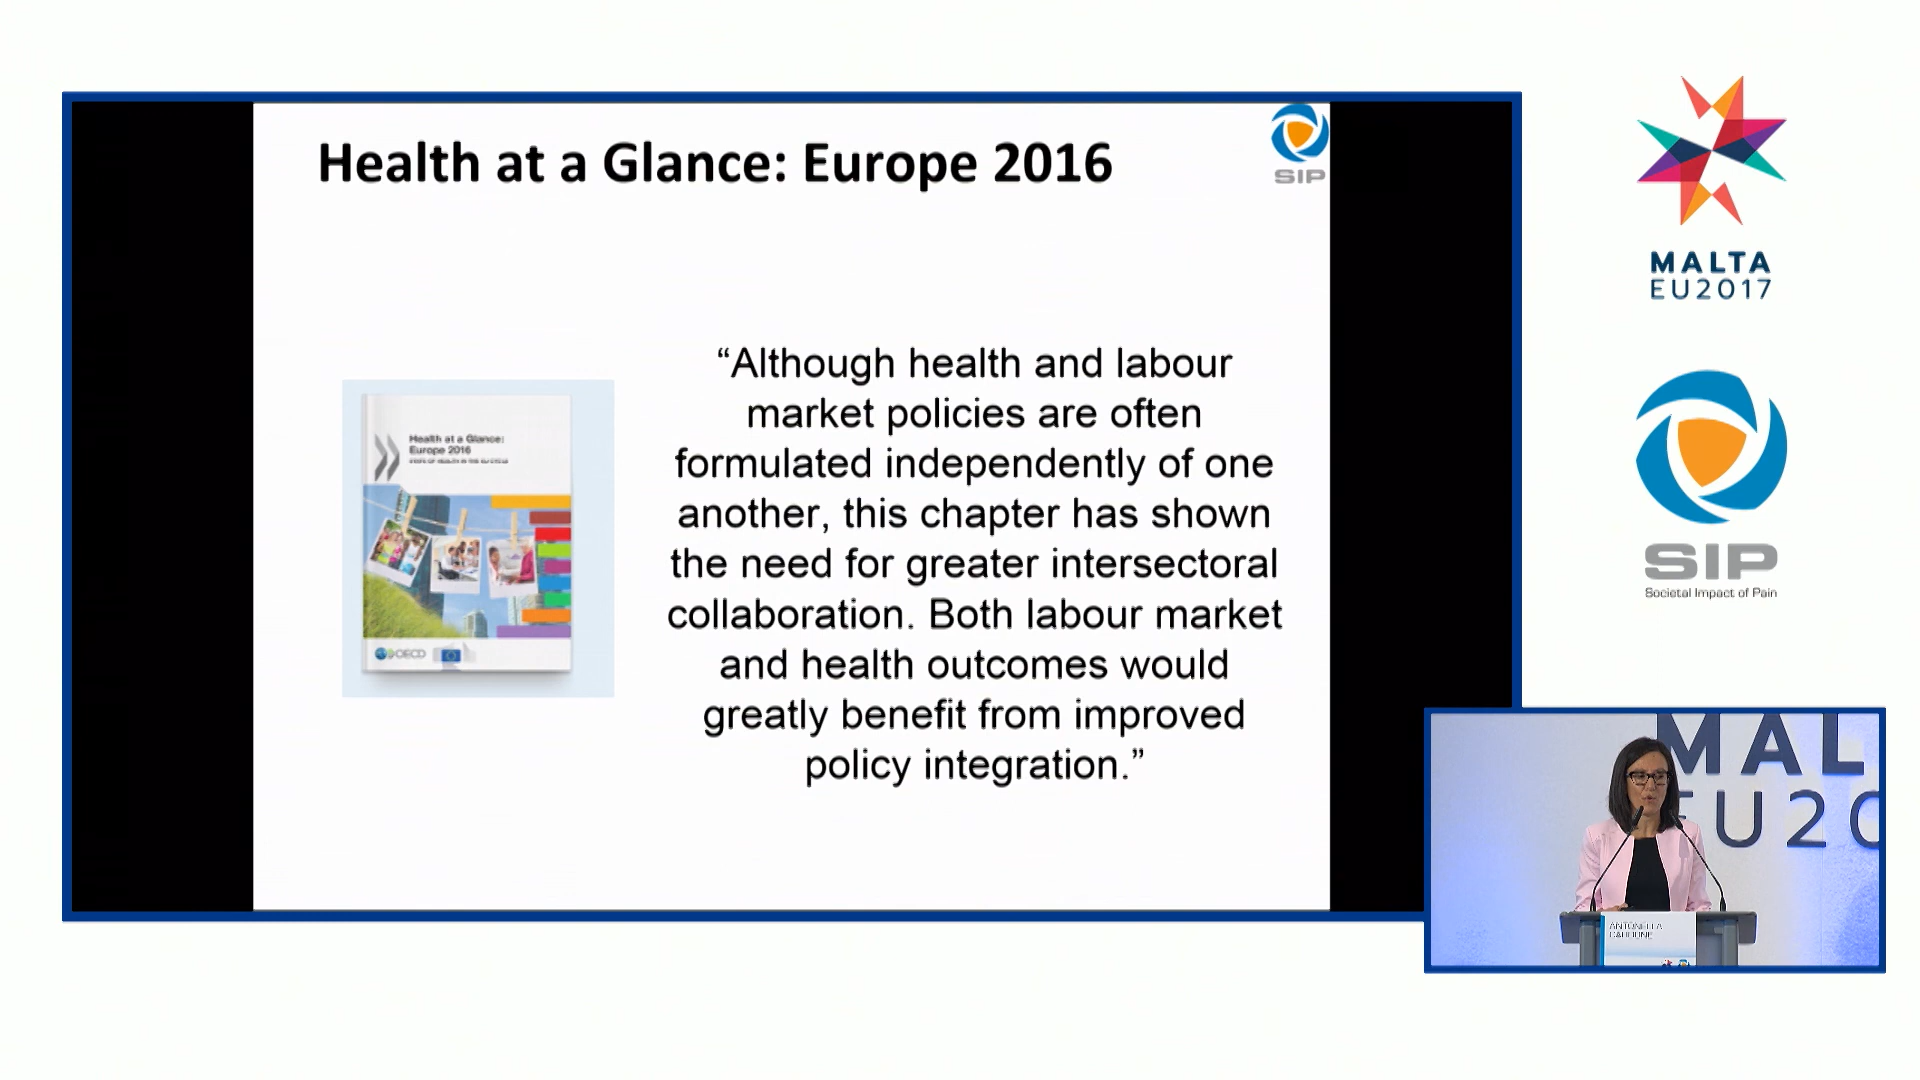 Health at a Glance: Europe 2016
SIP
“Although health and labour
market policies are often
formulated independently of one
another, this chapter has shown
the need for greater intersectoral
collaboration. Both labour market
and health outcomes would
greatly benefit from improved
policy integration.”
Health at a Glance:
Europe 2016
OECD
MALTA
EU2017
SIP
Societal Impact of Pain
MAL
EU20
ANTONELLA